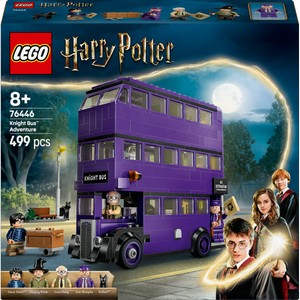 LEGO
Harry Potter
8+
76446
Knight Bus™
Adventure
499 pcs
KNIGHT BUS